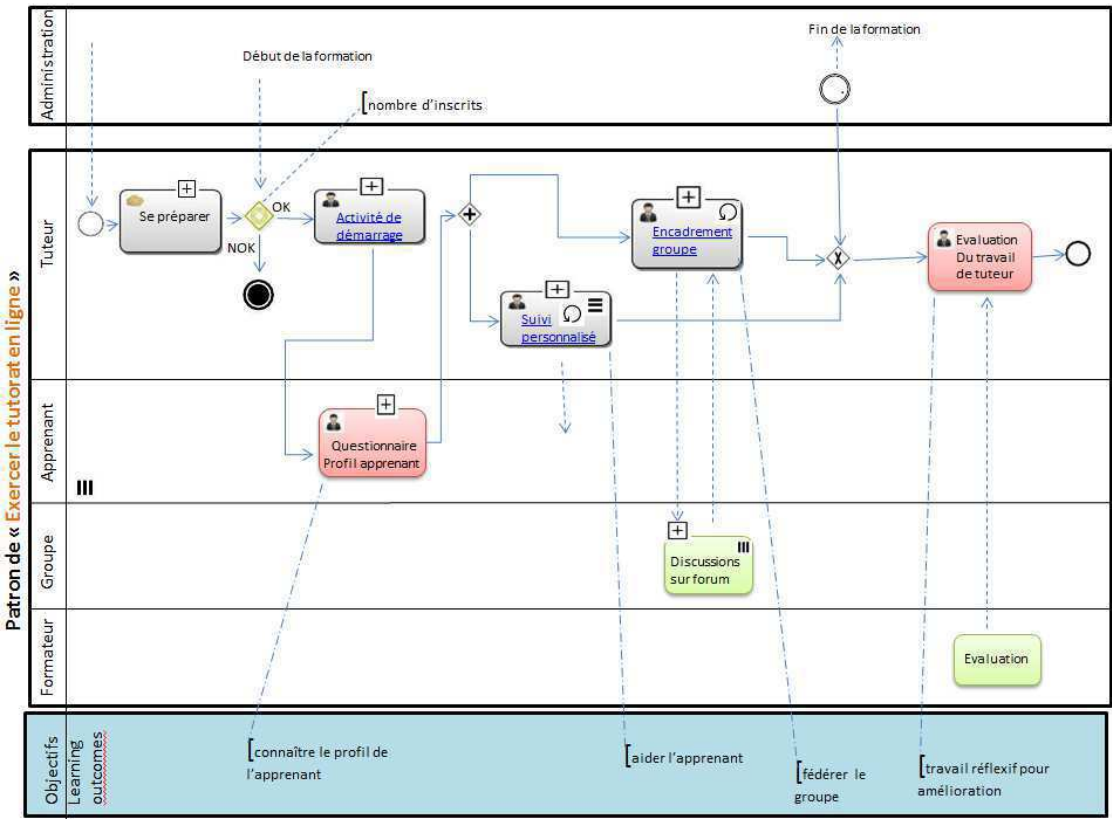 Patron de « Exercer le tutorat en ligne »
Administration
Début de la formation
[nombre d'inscrits
Fin de la formation
Tuteur
Se préparer
OK
NOK
Activité de
démarrage
Encadrement
groupe
Suivi
personnalisé
X
Evaluation
Du travail
de tuteur
Apprenant
Questionnaire
Profil apprenant
Groupe
Discussions
sur forum
Formateur
Evaluation
Objectifs
Learning
outcomes
[connaître le profil de
l'apprenant
[aider l'apprenant
[fédérer le
groupe
[travail réflexif pour
amélioration